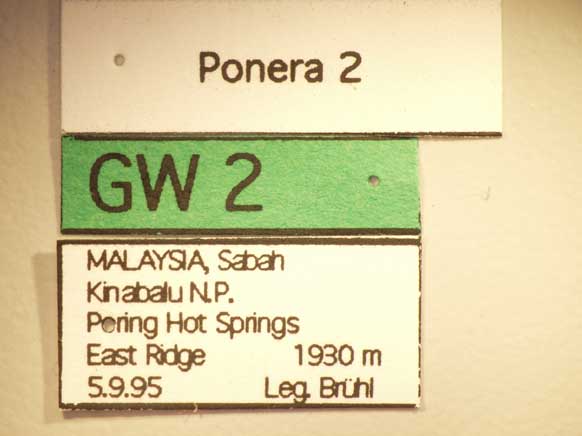 Ponera 2
GW 2
MALAYSIA, Sabah
Kinabalu N.P.
Poring Hot Springs
East Ridge 1930 m
5.9.95 Leg. Brühl